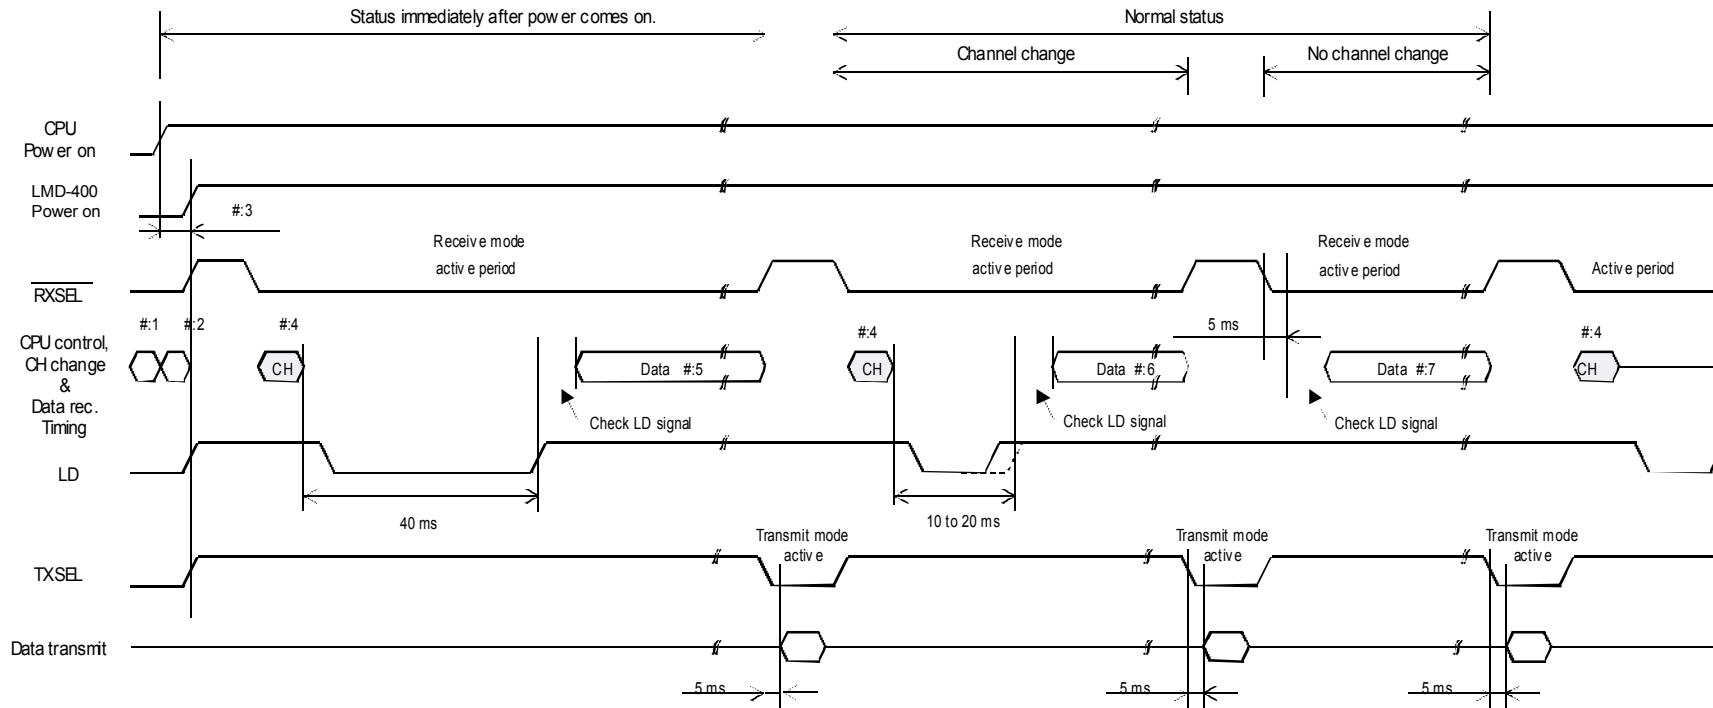 Status immediately after power comes on.
Normal status
Channel change
No channel change
CPU
Power on
LMD-400
Power on
#:3
Receive mode
active period
Receive mode
active period
Receive mode
active period
Active period
RXSEL
#:1
#:2
#:4
#:4
5 ms
#:4
CPU control,
CH change
&
Data rec.
Timing
CH
Data #:5
CH
Data #:6
Data #:7
CH
Check LD signal
Check LD signal
Check LD signal
LD
40 ms
10 to 20 ms
Transmit mode
active
Transmit mode
active
Transmit mode
active
TXSEL
Data transmit
5 ms
5 ms
5 ms